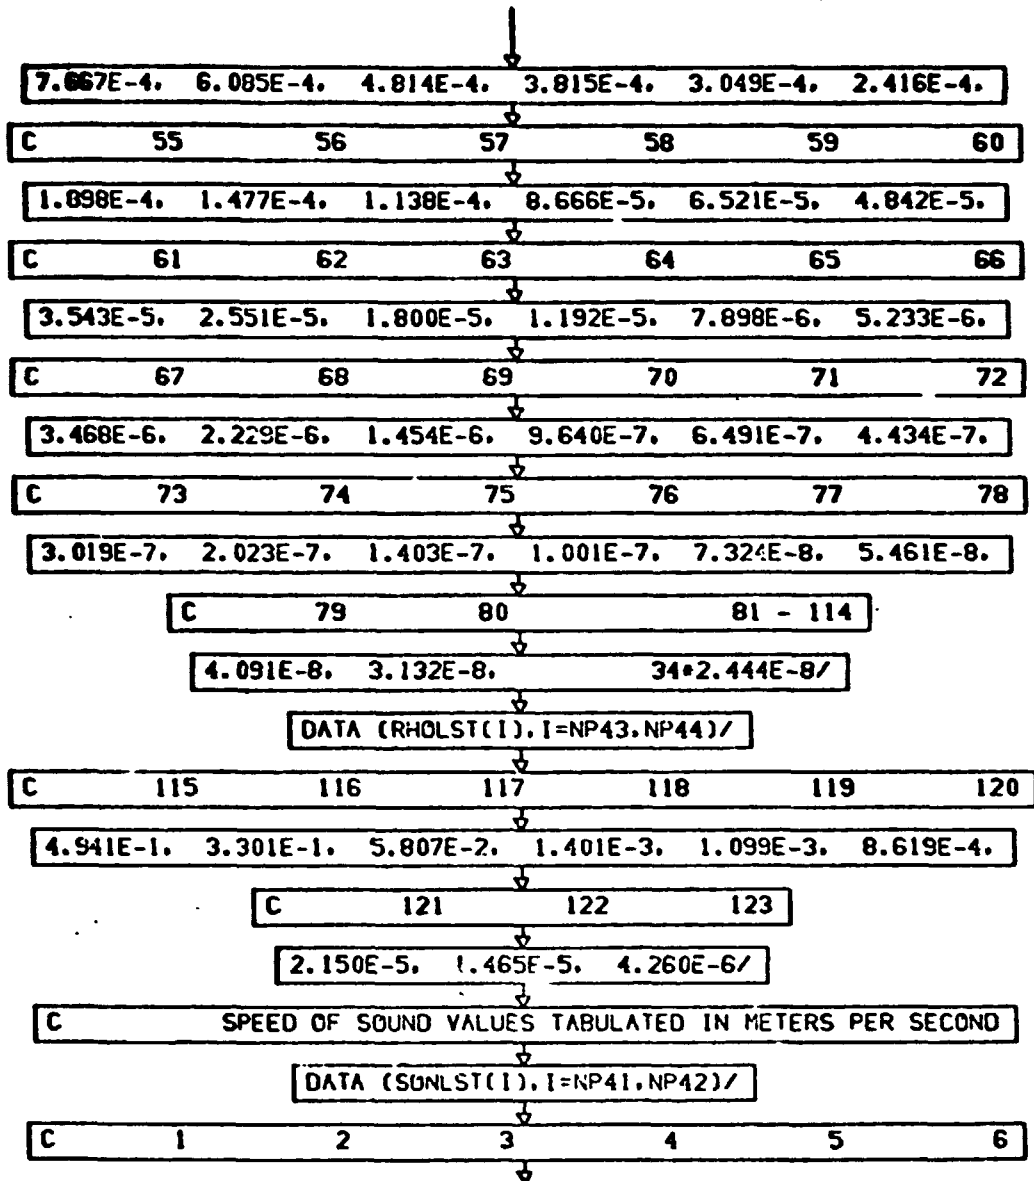 7.667E-4, 6.085E-4, 4.814E-4, 3.815E-4, 3.049E-4, 2.416E-4,
C 55 56 57 58 59 60
1.898E-4, 1.477E-4, 1.138E-4, 8.666E-5, 6.521E-5, 4.842E-5,
C 61 62 63 64 65 66
3.543E-5, 2.551E-5, 1.800E-5, 1.192E-5, 7.898E-6, 5.233E-6,
C 67 68 69 70 71 72
3.468E-6, 2.229E-6, 1.454E-6, 9.640E-7, 6.491E-7, 4.434E-7,
C 73 74 75 76 77 78
3.019E-7, 2.023E-7, 1.403E-7, 1.001E-7, 7.324E-8, 5.461E-8,
C 79 80 81 - 114
4.091E-8, 3.132E-8, 34*2.444E-8/
DATA (RHOLST(I),I=NP43,NP44)/
C 115 116 117 118 119 120
4.941E-1, 3.301E-1, 5.807E-2, 1.401E-3, 1.099E-3, 8.619E-4,
C 121 122 123
2.150E-5, 1.465E-5, 4.260E-6/
C SPEED OF SOUND VALUES TABULATED IN METERS PER SECOND
DATA (SONLST(I),I=NP41,NP42)/
C 1 2 3 4 5 6